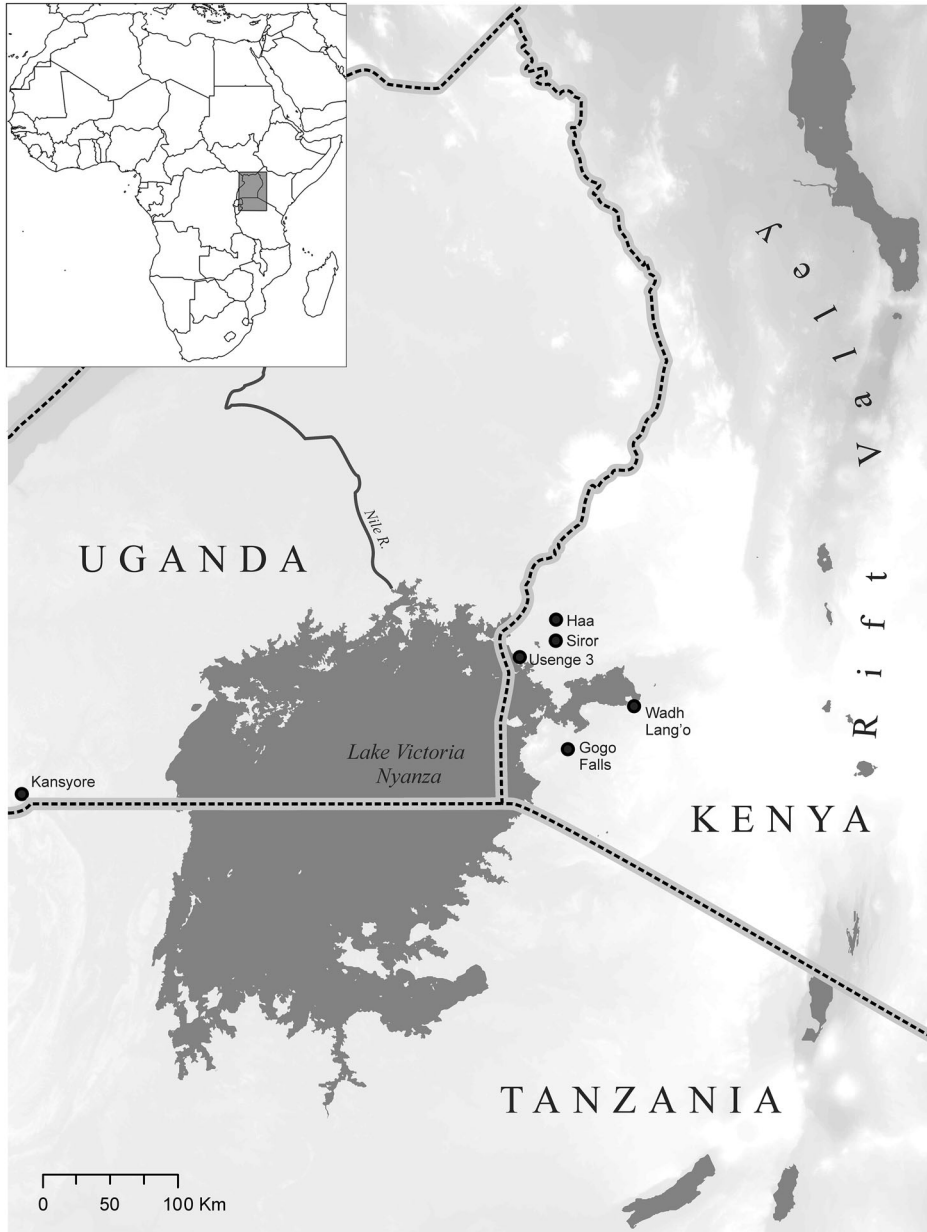 Valley
Nile R.
UGANDA
Rift
Haa
Siror
Usenge 3
Wadh
Lang'o
Lake Victoria
Nyanza
Gogo
Falls
Kansyore
KENYA
TANZANIA
0 50 100 Km